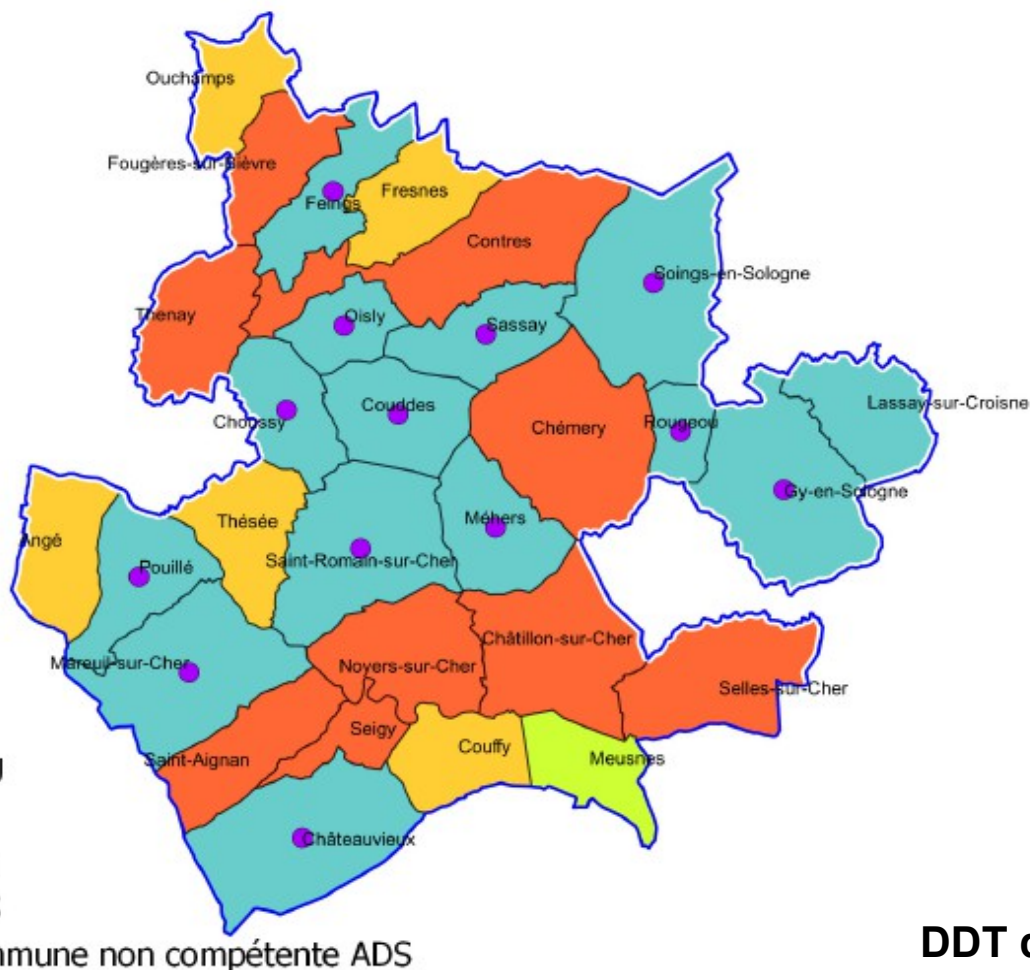 Ouchamps
Fougères-sur-Bièvre
Feings
Fresnes
Contres
Soings-en-Sologne
Thenay
Oisly
Sassay
Lassay-sur-Croisne
Choussy
Couddes
Chémery
Rougeou
Gy-en-Sologne
Angé
Thésée
Méhers
Pouillé
Saint-Romain-sur-Cher
Mareuil-sur-Cher
Noyers-sur-Cher
Châtillon-sur-Cher
Selles-sur-Cher
Saint-Aignan
Seigy
Couffy
Meusnes
Châteauvieux
non compétente ADS
DDT